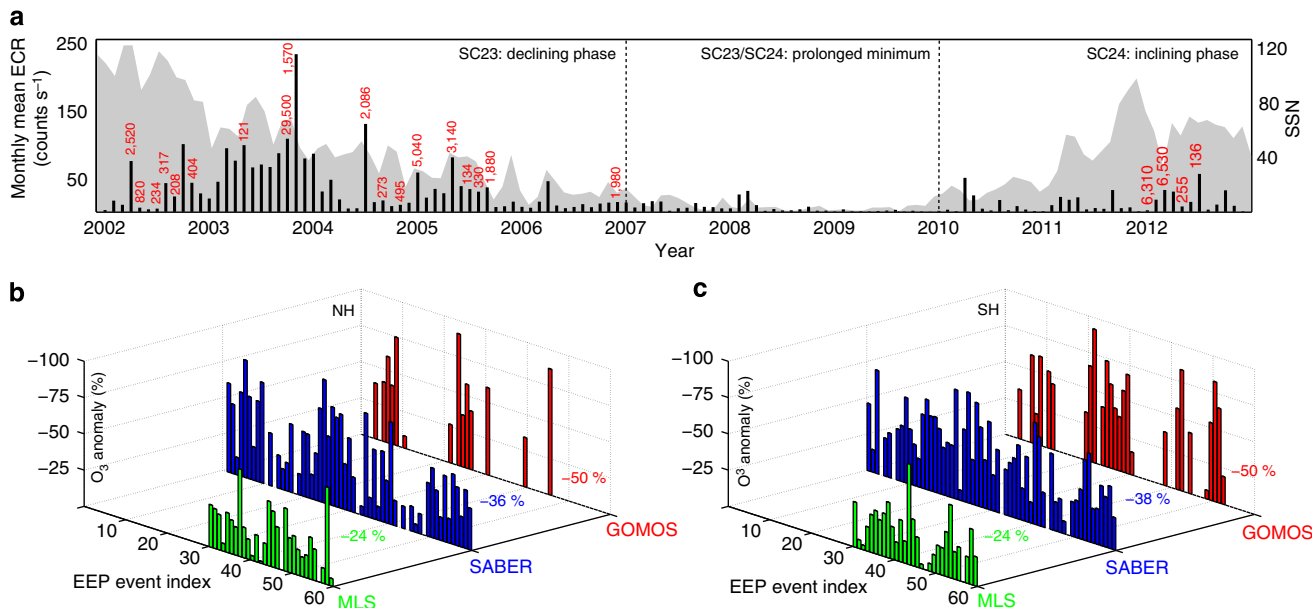 a
Monthly mean ECR
(counts s⁻¹)
250
150
50
SC23: declining phase
SC23/SC24: prolonged minimum
SC24: inclining phase
120
80
40
SSN
2,520
820
234
317
208
404
121
29,500
1,570
2,086
273
495
5,040
3,140
134
330
1,880
1,980
6,310
6,530
255
136
2002 2003 2004 2005 2006 2007 2008 2009 2010 2011 2012
Year
b
NH
−100
−75
−50
−25
O₃ anomaly (%)
−50 %
−36 %
−24 %
10
20
30
40
50
60
EEP event index
GOMOS
SABER
MLS
c
SH
−100
−75
−50
−25
O³ anomaly (%)
−50 %
−38 %
−24 %
10
20
30
40
50
60
EEP event index
GOMOS
SABER
MLS